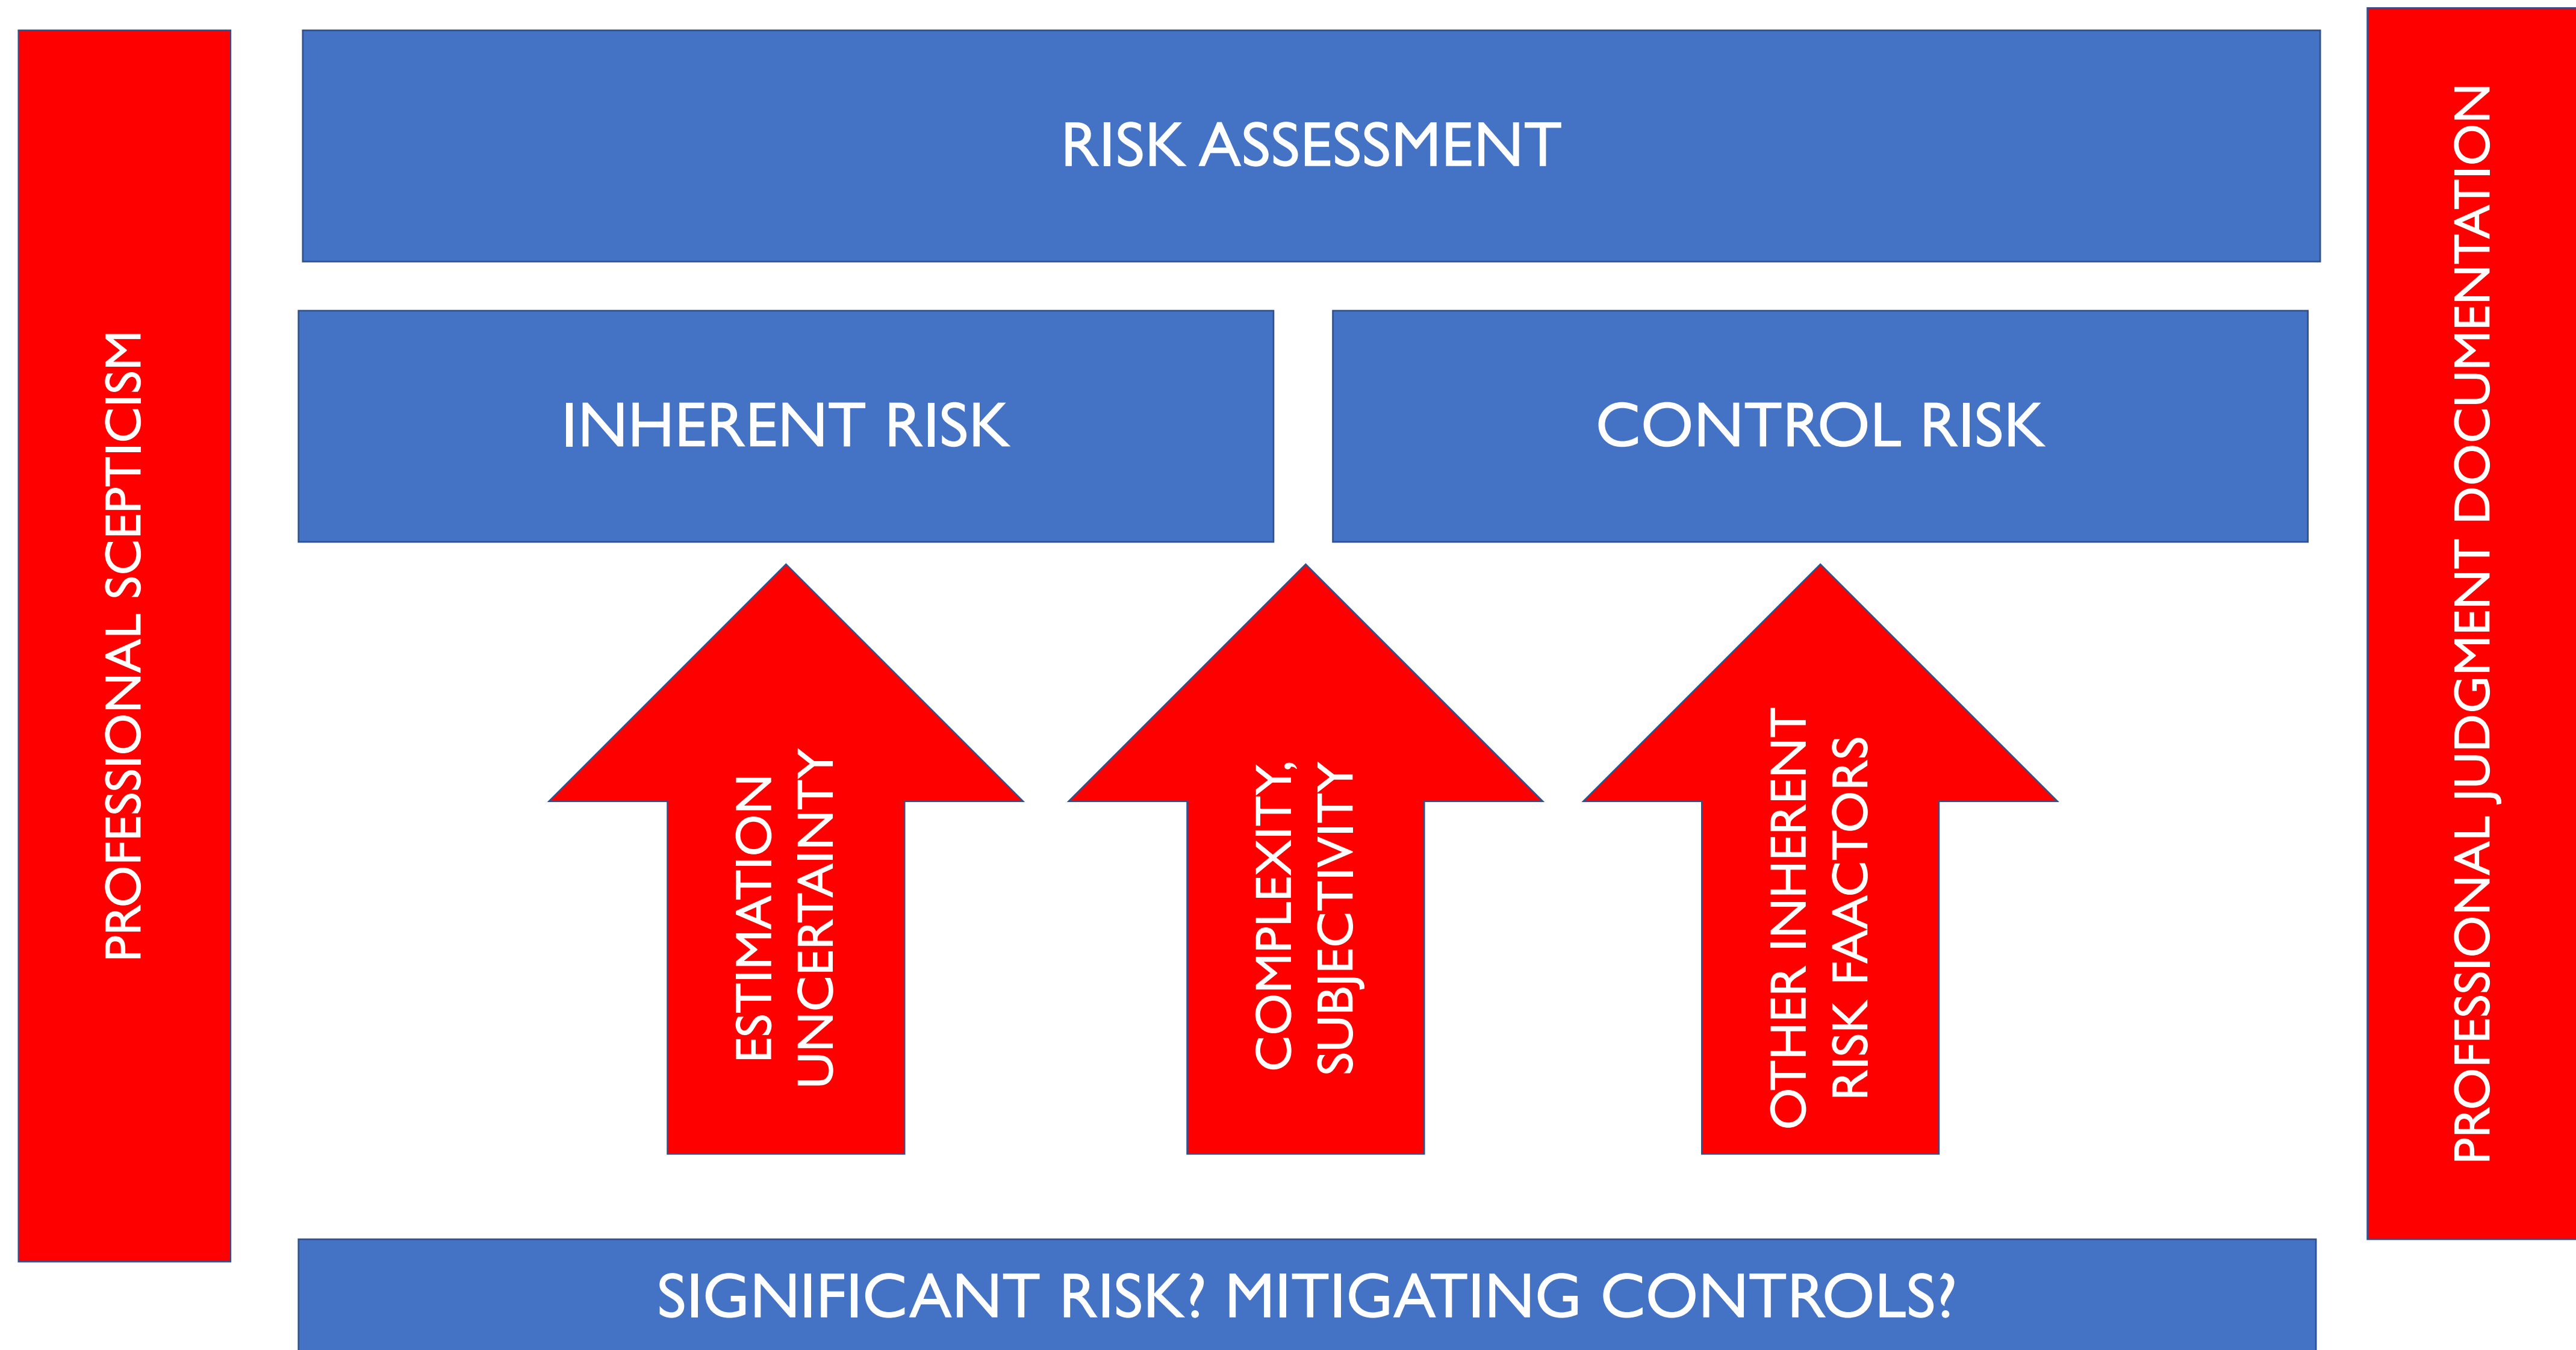 PROFESSIONAL SCEPTICISM
RISK ASSESSMENT
INHERENT RISK
CONTROL RISK
ESTIMATION
UNCERTAINTY
COMPLEXITY,
SUBJECTIVITY
OTHER INHERENT
RISK FAACTORS
SIGNIFICANT RISK? MITIGATING CONTROLS?
PROFESSIONAL JUDGMENT DOCUMENTATION